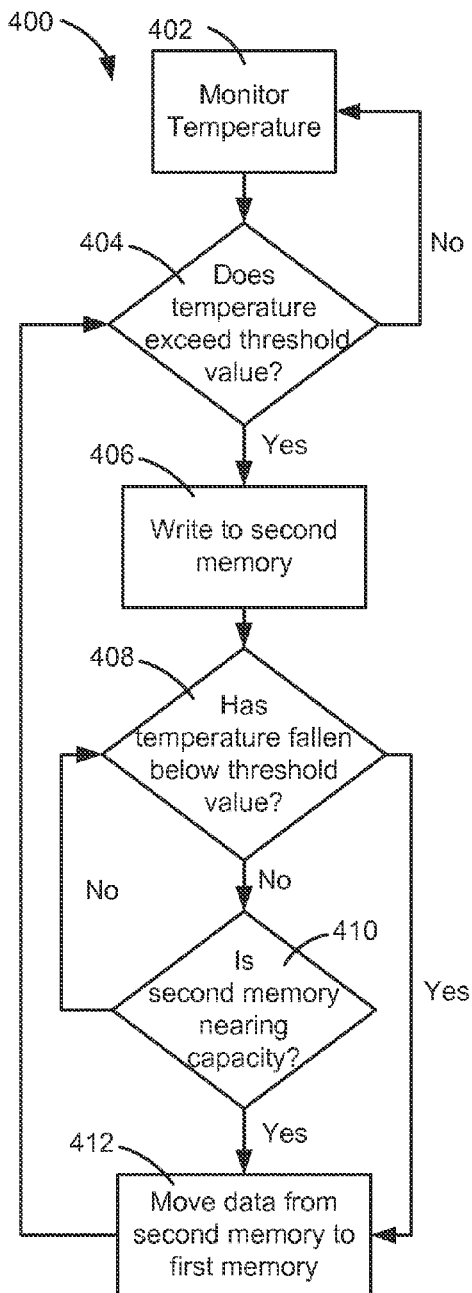 400
402
Monitor
Temperature
404
No
Does
temperature
exceed threshold
value?
Yes
406
Write to second
memory
408
Has
temperature fallen
below threshold
value?
No
No
410
Is
second memory
nearing
capacity?
Yes
Yes
412
Move data from
second memory to
first memory